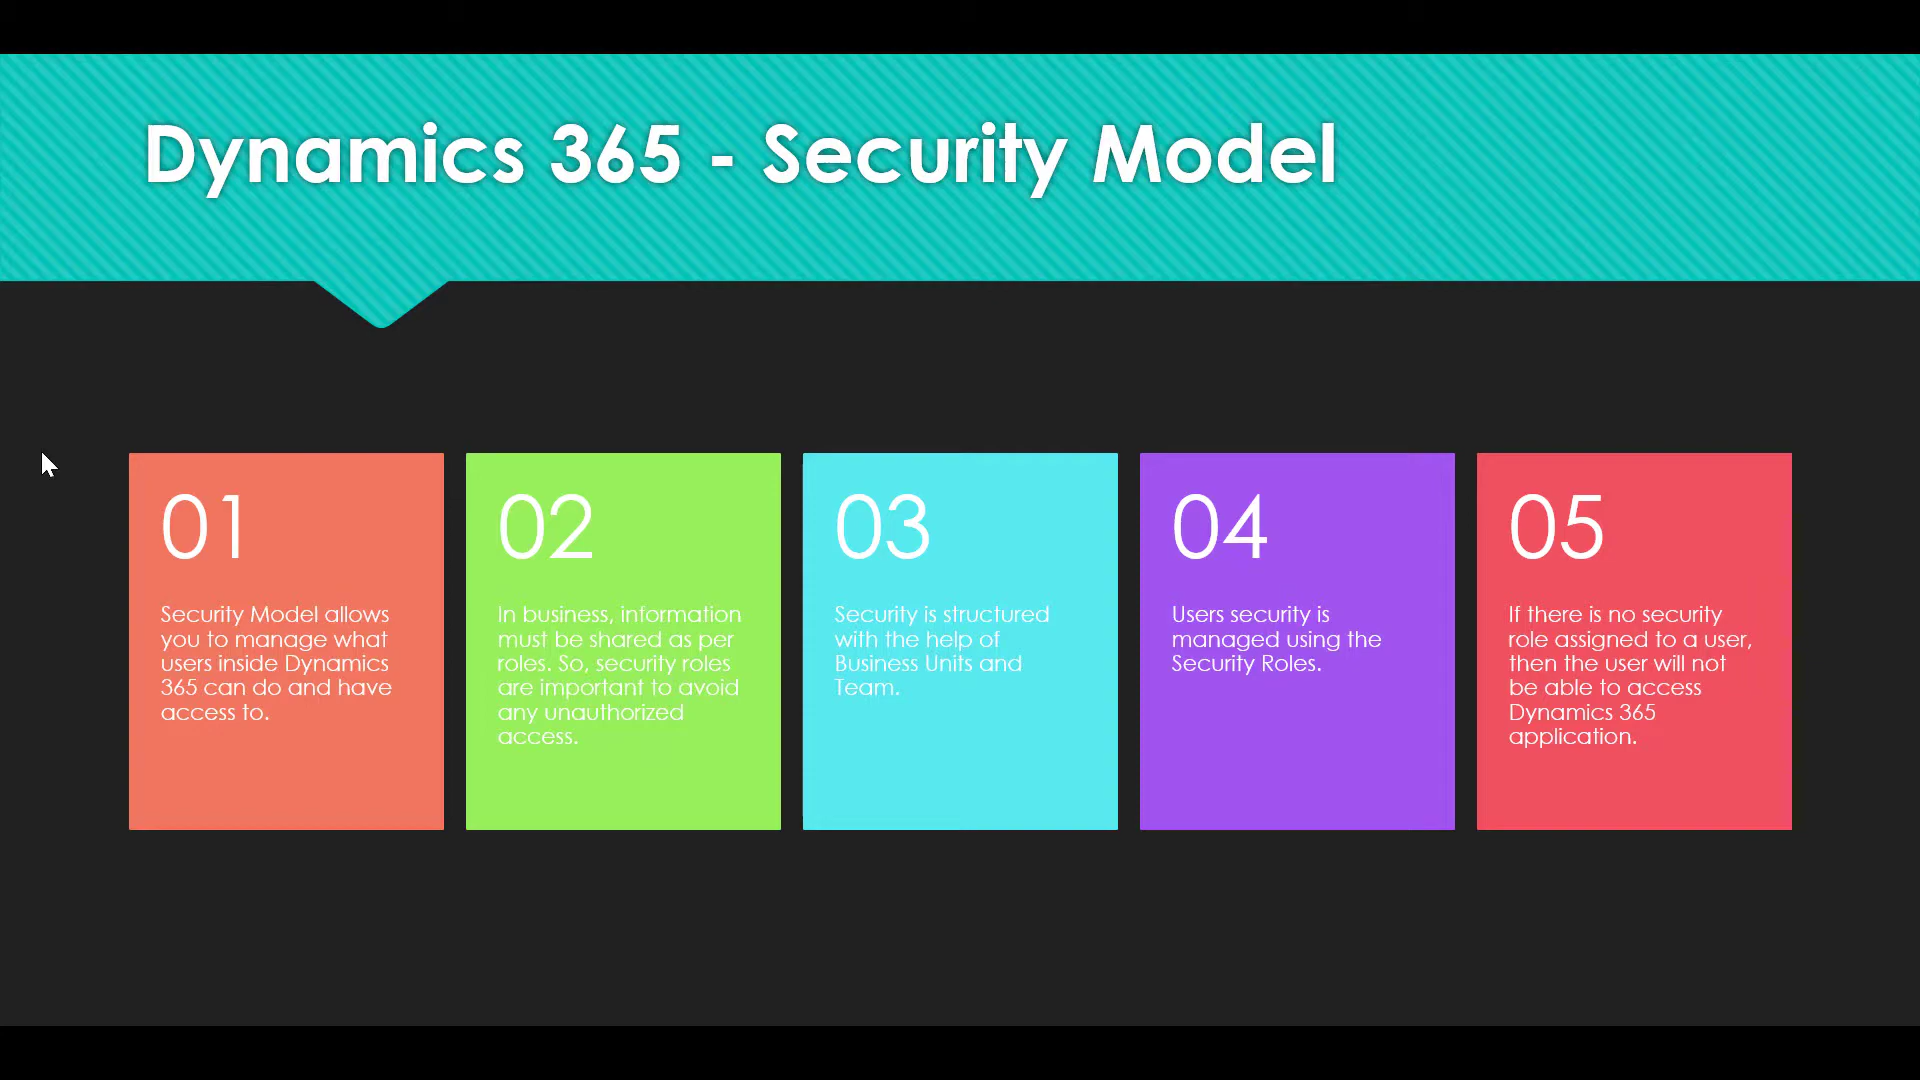 Dynamics 365 - Security Model
01
Security Model allows
you to manage what
users inside Dynamics
365 can do and have
access to.
02
In business, information
must be shared as per
roles. So, security roles
are important to avoid
any unauthorized
access.
03
Security is structured
with the help of
Business Units and
Team.
04
Users security is
managed using the
Security Roles.
05
If there is no security
role assigned to a user,
then the user will not
be able to access
Dynamics 365
application.